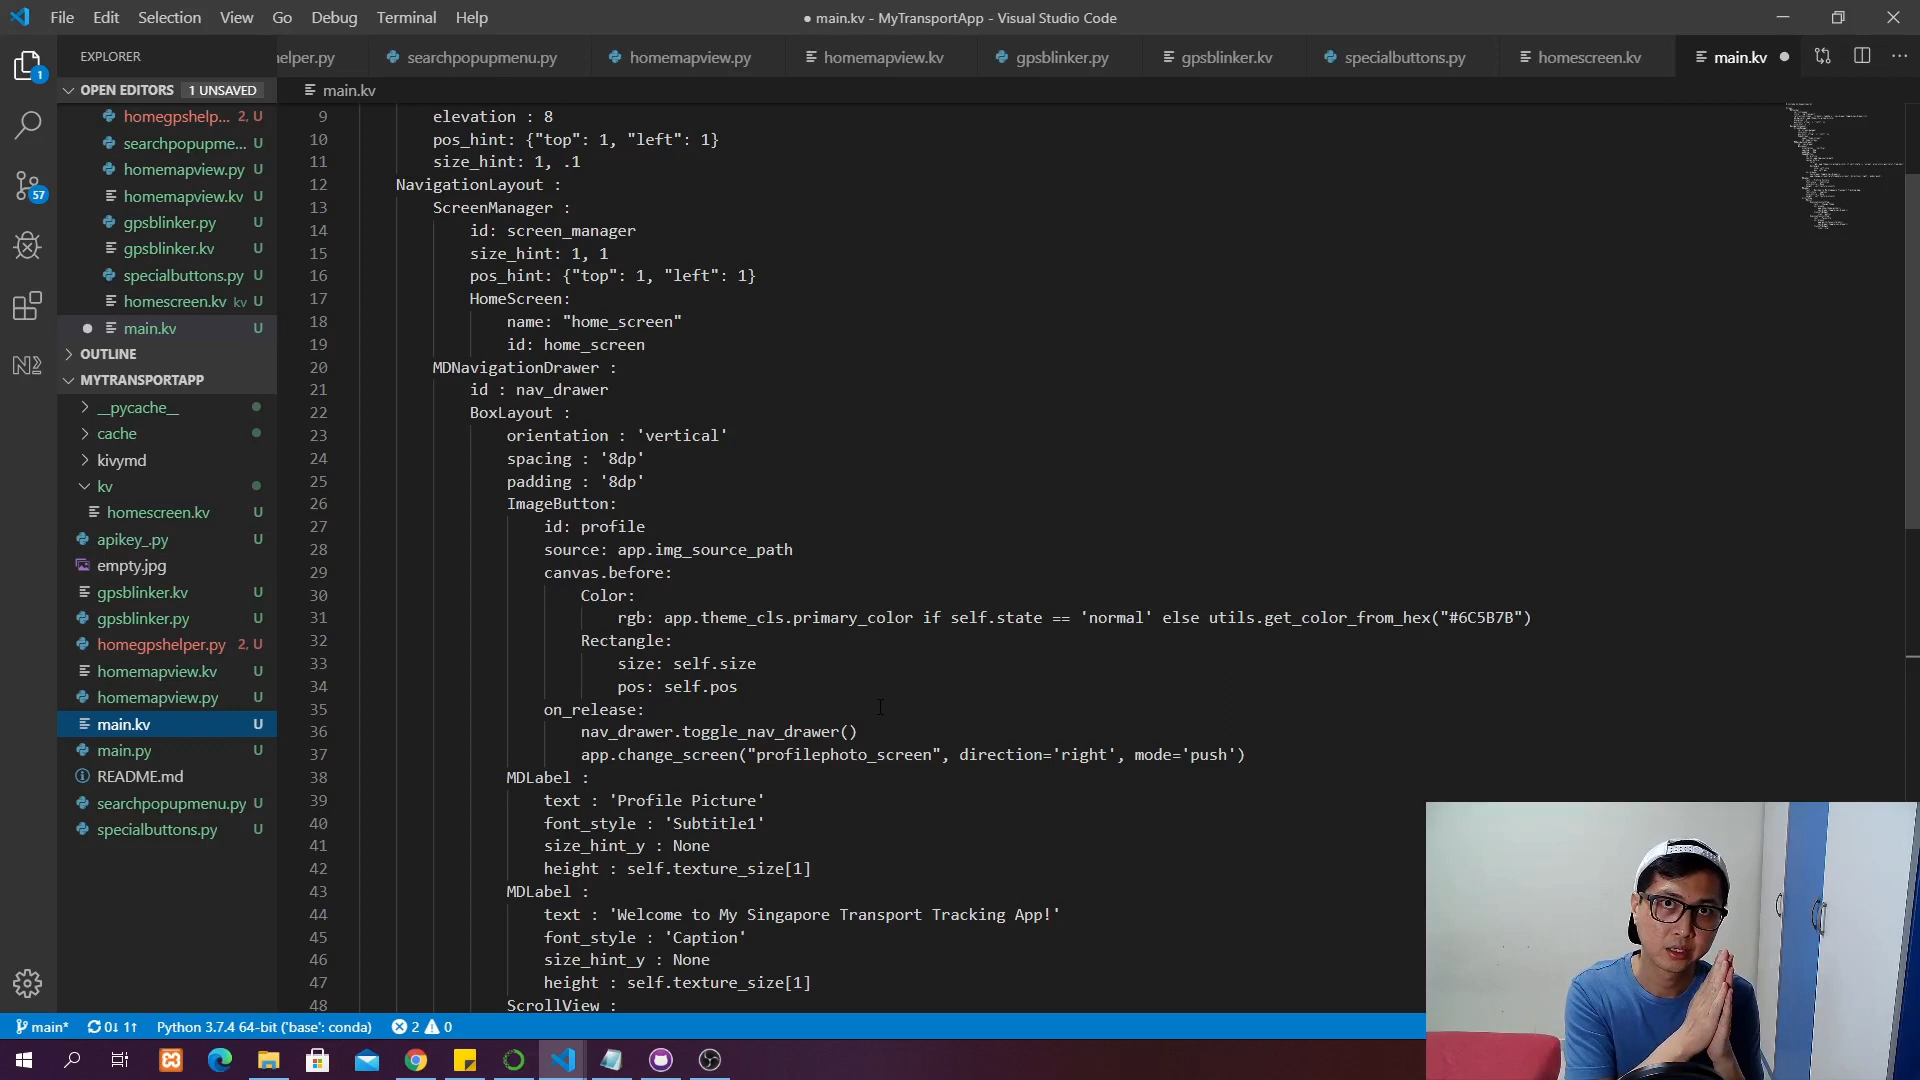 File Edit Selection View Go Debug Terminal Help
● main.kv - MyTransportApp - Visual Studio Code
EXPLORER
elper.py searchpopupmenu.py homemapview.py homemapview.kv gpsblinker.py gpsblinker.kv specialbuttons.py homescreen.kv main.kv
OPEN EDITORS 1 UNSAVED
main.kv
homegpshelp... 2, U
searchpopupme... U
homemapview.py U
homemapview.kv U
gpsblinker.py U
gpsblinker.kv U
specialbuttons.py U
homescreen.kv kv U
main.kv U
OUTLINE
MYTRANSPORTAPP
__pycache__
cache
kivymd
kv
homescreen.kv U
apikey_.py U
empty.jpg
gpsblinker.kv U
gpsblinker.py U
homegpshelper.py 2, U
homemapview.kv U
homemapview.py U
main.kv U
main.py U
README.md
searchpopupmenu.py U
specialbuttons.py U
1
57
9 elevation : 8
10 pos_hint: {"top": 1, "left": 1}
11 size_hint: 1, .1
12 NavigationLayout :
13 ScreenManager :
14 id: screen_manager
15 size_hint: 1, 1
16 pos_hint: {"top": 1, "left": 1}
17 HomeScreen:
18 name: "home_screen"
19 id: home_screen
20 MDNavigationDrawer :
21 id : nav_drawer
22 BoxLayout :
23 orientation : 'vertical'
24 spacing : '8dp'
25 padding : '8dp'
26 ImageButton:
27 id: profile
28 source: app.img_source_path
29 canvas.before:
30 Color:
31 rgb: app.theme_cls.primary_color if self.state == 'normal' else utils.get_color_from_hex("#6C5B7B")
32 Rectangle:
33 size: self.size
34 pos: self.pos
35 on_release:
36 nav_drawer.toggle_nav_drawer()
37 app.change_screen("profilephoto_screen", direction='right', mode='push')
38 MDLabel :
39 text : 'Profile Picture'
40 font_style : 'Subtitle1'
41 size_hint_y : None
42 height : self.texture_size[1]
43 MDLabel :
44 text : 'Welcome to My Singapore Transport Tracking App!'
45 font_style : 'Caption'
46 size_hint_y : None
47 height : self.texture_size[1]
48 ScrollView :
main* 0↓ 1↑ Python 3.7.4 64-bit ('base': conda) 2 0